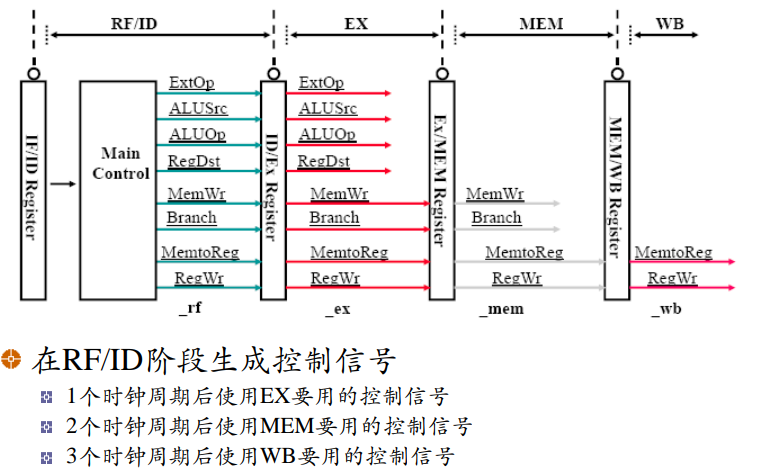 RF/ID EX MEM WB
IF/ID Register
Main Control
ExtOp
ALUSrc
ALUOp
RegDst
MemWr
Branch
MemtoReg
RegWr
_rf
ID/Ex Register
ExtOp
ALUSrc
ALUOp
RegDst
MemWr
Branch
MemtoReg
RegWr
_ex
Ex/MEM Register
MemWr
Branch
MemtoReg
RegWr
_mem
MEM/WB Register
MemtoReg
RegWr
_wb
在RF/ID阶段生成控制信号
1个时钟周期后使用EX要用的控制信号
2个时钟周期后使用MEM要用的控制信号
3个时钟周期后使用WB要用的控制信号